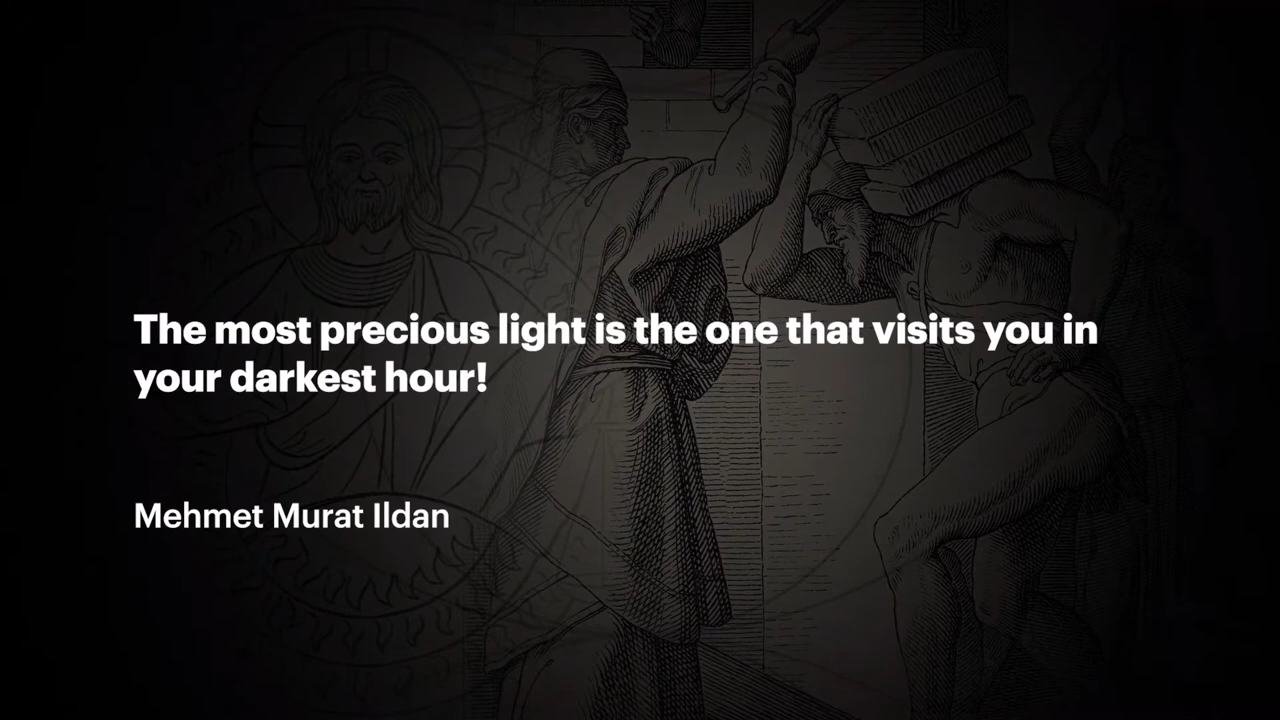 The most precious light is the one that visits you in
your darkest hour!
Mehmet Murat Ildan